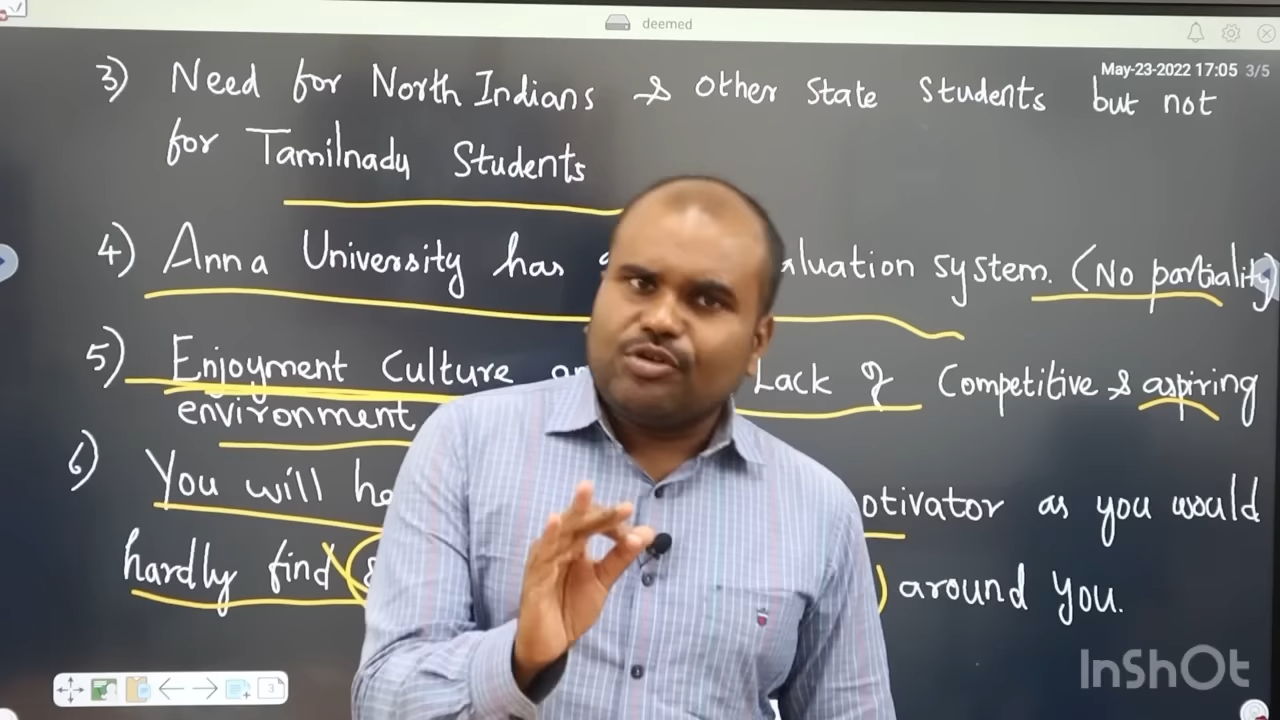 deemed
May-23-2022 17:05 3/5
3) Need for North Indians & other state students but not
for Tamilnadu Students
4) Anna University has system. (No partiality)
5) Enjoyment Culture Lack of Competitive & aspiring
environment
6) You will as you would
hardly find around you.
3
InShOt